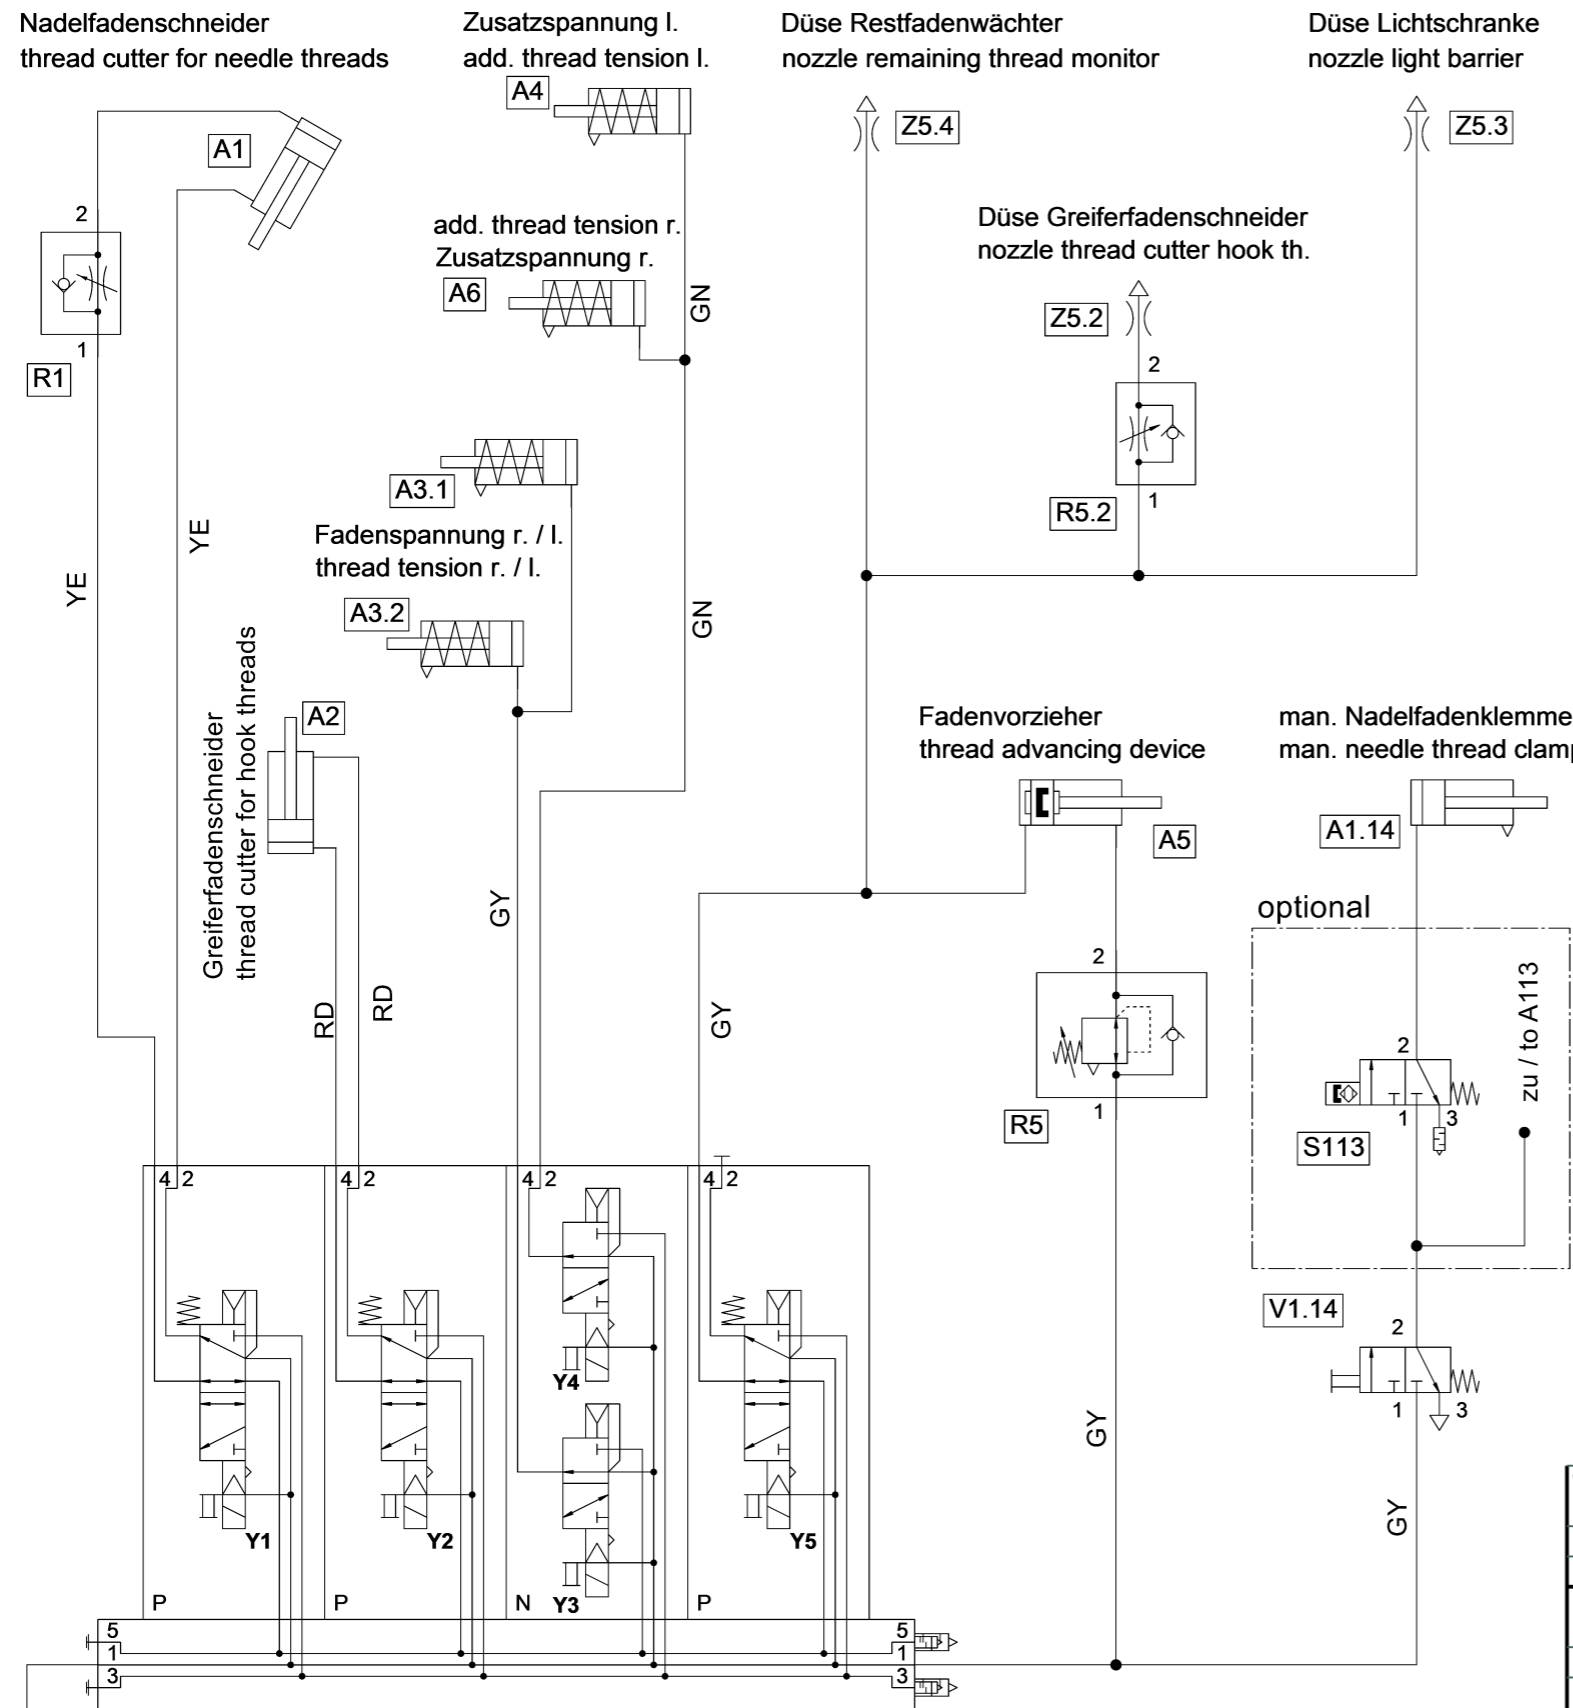 Nadelfadenschneider
thread cutter for needle threads
Zusatzspannung l.
add. thread tension l.
Düse Restfadenwächter
nozzle remaining thread monitor
Düse Lichtschranke
nozzle light barrier
A4
A1
Z5.4
Z5.3
2
add. thread tension r.
Zusatzspannung r.
Düse Greiferfadenschneider
nozzle thread cutter hook th.
A6
GN
Z5.2
1
2
R1
A3.1
R5.2
1
YE
Fadenspannung r. / l.
thread tension r. / l.
YE
A3.2
GN
Greiferfadenschneider
thread cutter for hook threads
A2
Fadenvorzieher
thread advancing device
man. Nadelfadenklemme
man. needle thread clamp
A5
A1.14
GY
optional
2
RD
RD
GY
zu / to A113
2
R5
1
1
3
S113
4 2
4 2
4 2
4 2
V1.14
2
Y4
1
3
GY
GY
Y1
Y2
Y5
P
P
N
Y3
P
5
5
1
1
3
3